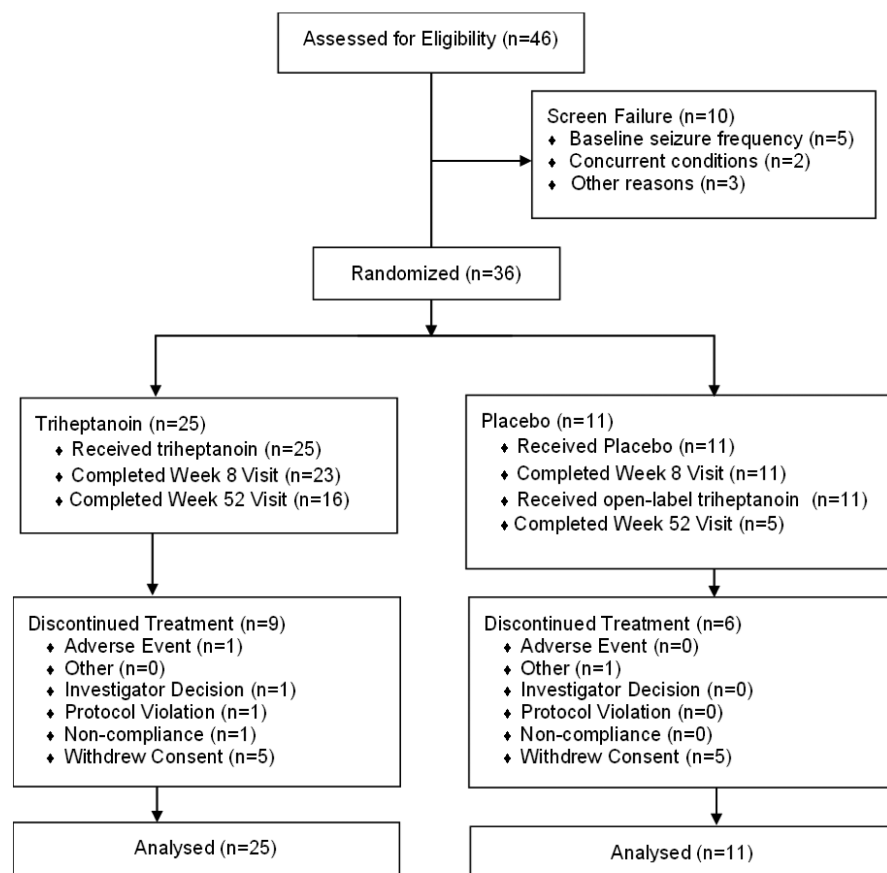 Assessed for Eligibility (n=46)
Screen Failure (n=10)
♦ Baseline seizure frequency (n=5)
♦ Concurrent conditions (n=2)
♦ Other reasons (n=3)
Randomized (n=36)
Triheptanoin (n=25)
♦ Received triheptanoin (n=25)
♦ Completed Week 8 Visit (n=23)
♦ Completed Week 52 Visit (n=16)
Placebo (n=11)
♦ Received Placebo (n=11)
♦ Completed Week 8 Visit (n=11)
♦ Received open-label triheptanoin (n=11)
♦ Completed Week 52 Visit (n=5)
Discontinued Treatment (n=9)
♦ Adverse Event (n=1)
♦ Other (n=0)
♦ Investigator Decision (n=1)
♦ Protocol Violation (n=1)
♦ Non-compliance (n=1)
♦ Withdrew Consent (n=5)
Discontinued Treatment (n=6)
♦ Adverse Event (n=0)
♦ Other (n=1)
♦ Investigator Decision (n=0)
♦ Protocol Violation (n=0)
♦ Non-compliance (n=0)
♦ Withdrew Consent (n=5)
Analysed (n=25)
Analysed (n=11)